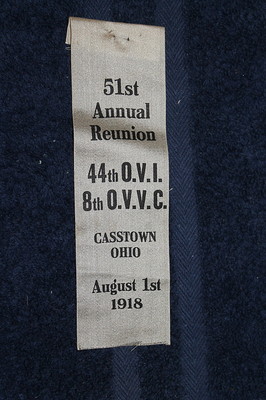 51st
Annual
Reunion
44th O.V.I.
8th O.V.V.C.
CASSTOWN
OHIO
August 1st
1918